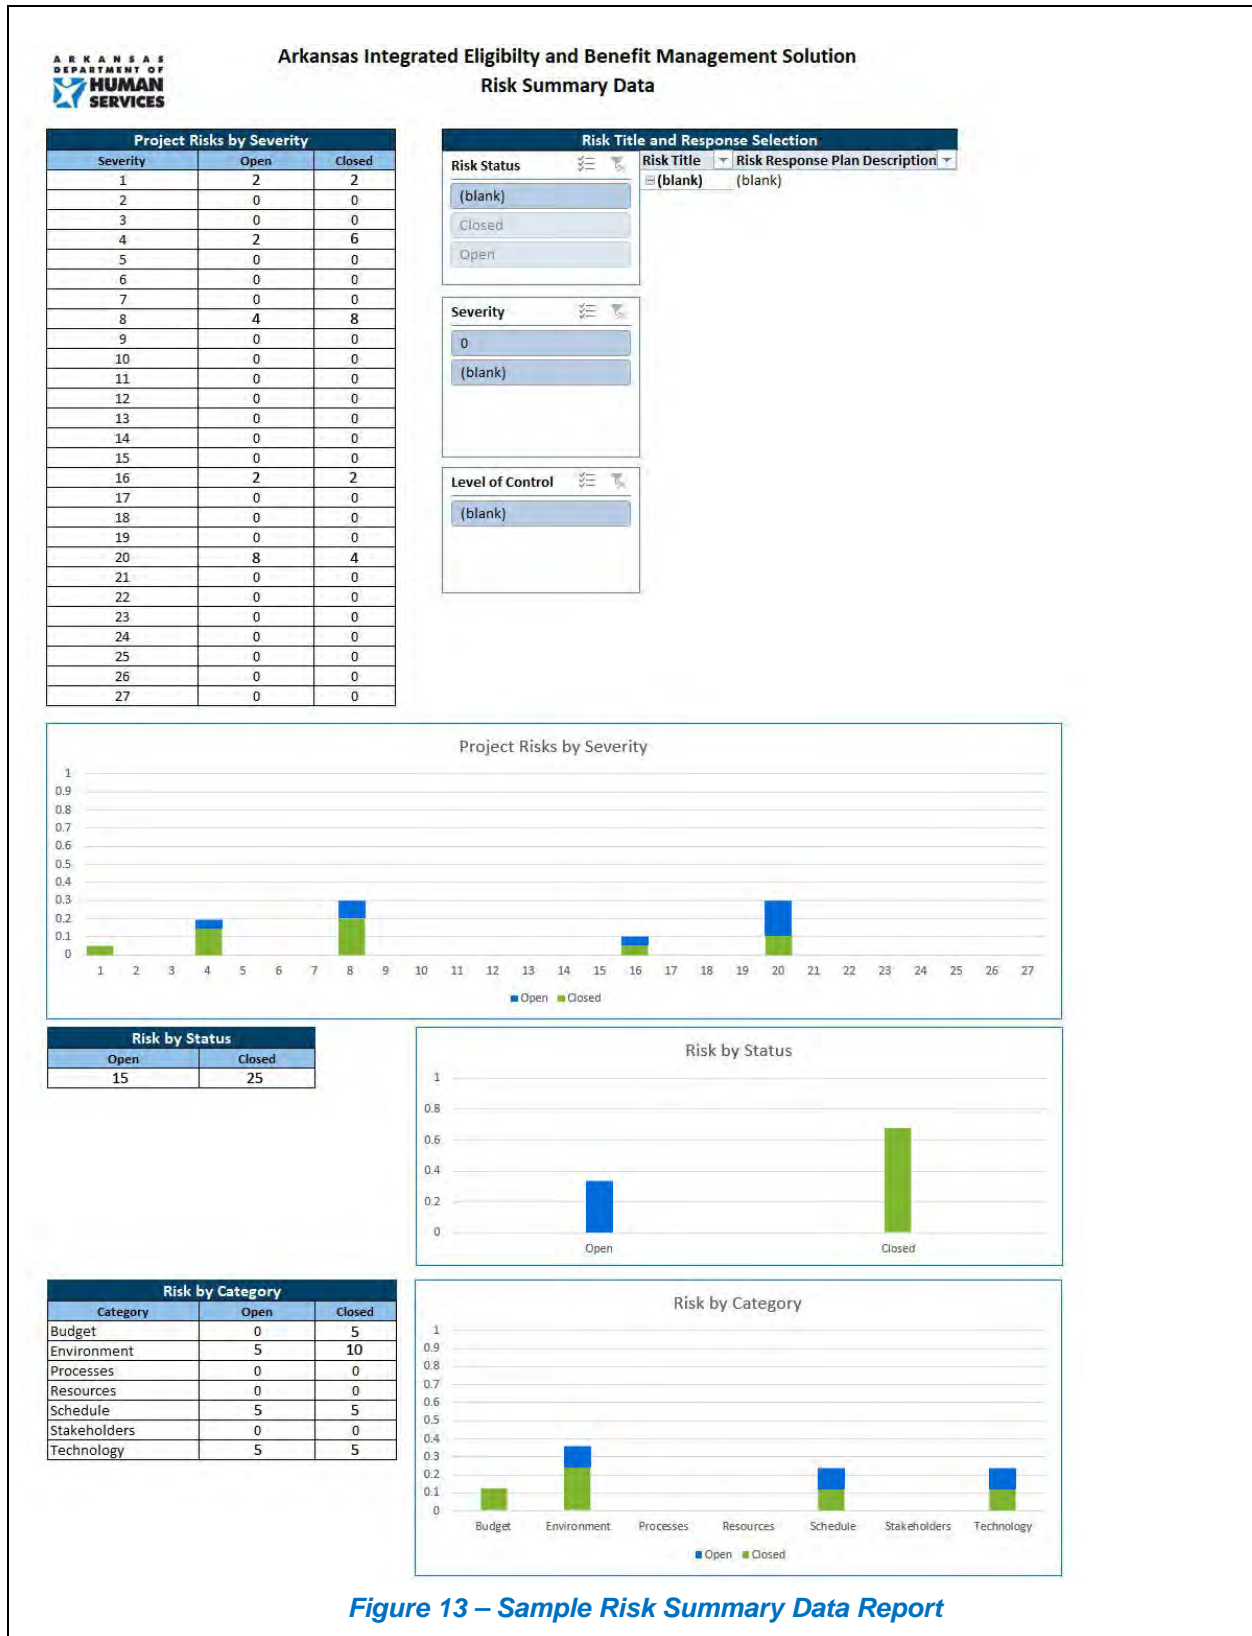 ARKANSAS
DEPARTMENT OF
HUMAN
SERVICES
Arkansas Integrated Eligibilty and Benefit Management Solution
Risk Summary Data
Project Risks by Severity
Severity Open Closed
1 2 2
2 0 0
3 0 0
4 2 6
5 0 0
6 0 0
7 0 0
8 4 8
9 0 0
10 0 0
11 0 0
12 0 0
13 0 0
14 0 0
15 0 0
16 2 2
17 0 0
18 0 0
19 0 0
20 8 4
21 0 0
22 0 0
23 0 0
24 0 0
25 0 0
26 0 0
27 0 0
Risk Title and Response Selection
Risk Status
(blank)
Closed
Open
Risk Title Risk Response Plan Description
(blank) (blank)
Severity
0
(blank)
Level of Control
(blank)
Project Risks by Severity
1
0.9
0.8
0.7
0.6
0.5
0.4
0.3
0.2
0.1
0
1 2 3 4 5 6 7 8 9 10 11 12 13 14 15 16 17 18 19 20 21 22 23 24 25 26 27
Open Closed
Risk by Status
Open Closed
15 25
Risk by Status
1
0.8
0.6
0.4
0.2
0
Open Closed
Risk by Category
Category Open Closed
Budget 0 5
Environment 5 10
Processes 0 0
Resources 0 0
Schedule 5 5
Stakeholders 0 0
Technology 5 5
Risk by Category
1
0.9
0.8
0.7
0.6
0.5
0.4
0.3
0.2
0.1
0
Budget Environment Processes Resources Schedule Stakeholders Technology
Open Closed
Figure 13 – Sample Risk Summary Data Report